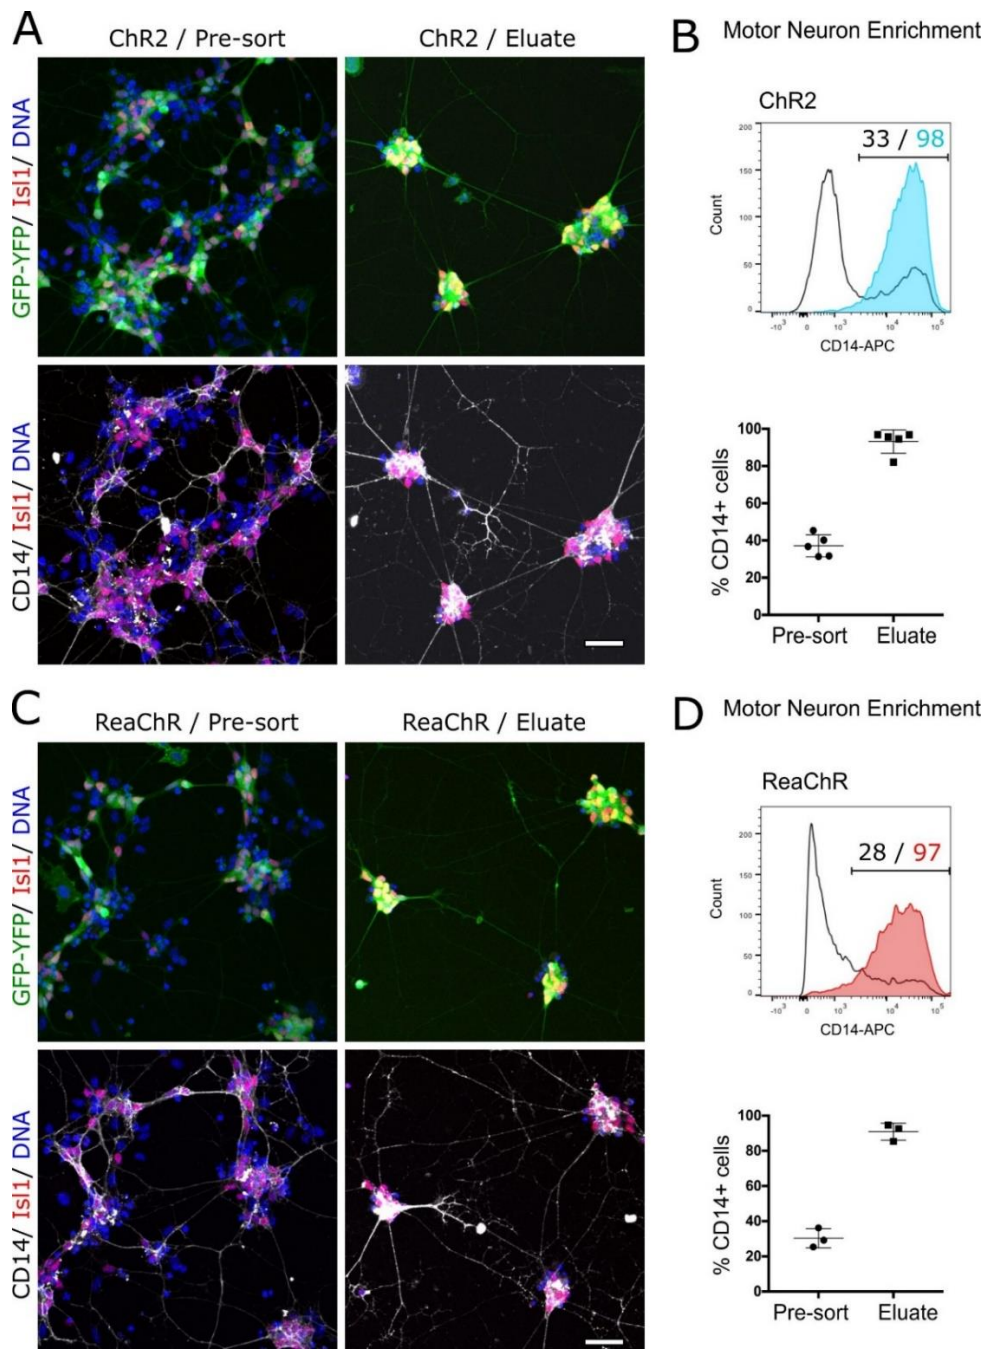 A
ChR2 / Pre-sort
ChR2 / Eluate
GFP-YFP/ Isl1/ DNA
CD14/ Isl1/ DNA
B
Motor Neuron Enrichment
ChR2
33 / 98
Count
200
150
100
50
0
-10³ 0 10³ 10⁴ 10⁵
CD14-APC
% CD14+ cells
100
80
60
40
20
0
Pre-sort Eluate
C
ReaChR / Pre-sort
ReaChR / Eluate
GFP-YFP/ Isl1/ DNA
CD14/ Isl1/ DNA
D
Motor Neuron Enrichment
ReaChR
28 / 97
Count
200
150
100
50
0
-10³ 0 10³ 10⁴ 10⁵
CD14-APC
% CD14+ cells
100
80
60
40
20
0
Pre-sort Eluate